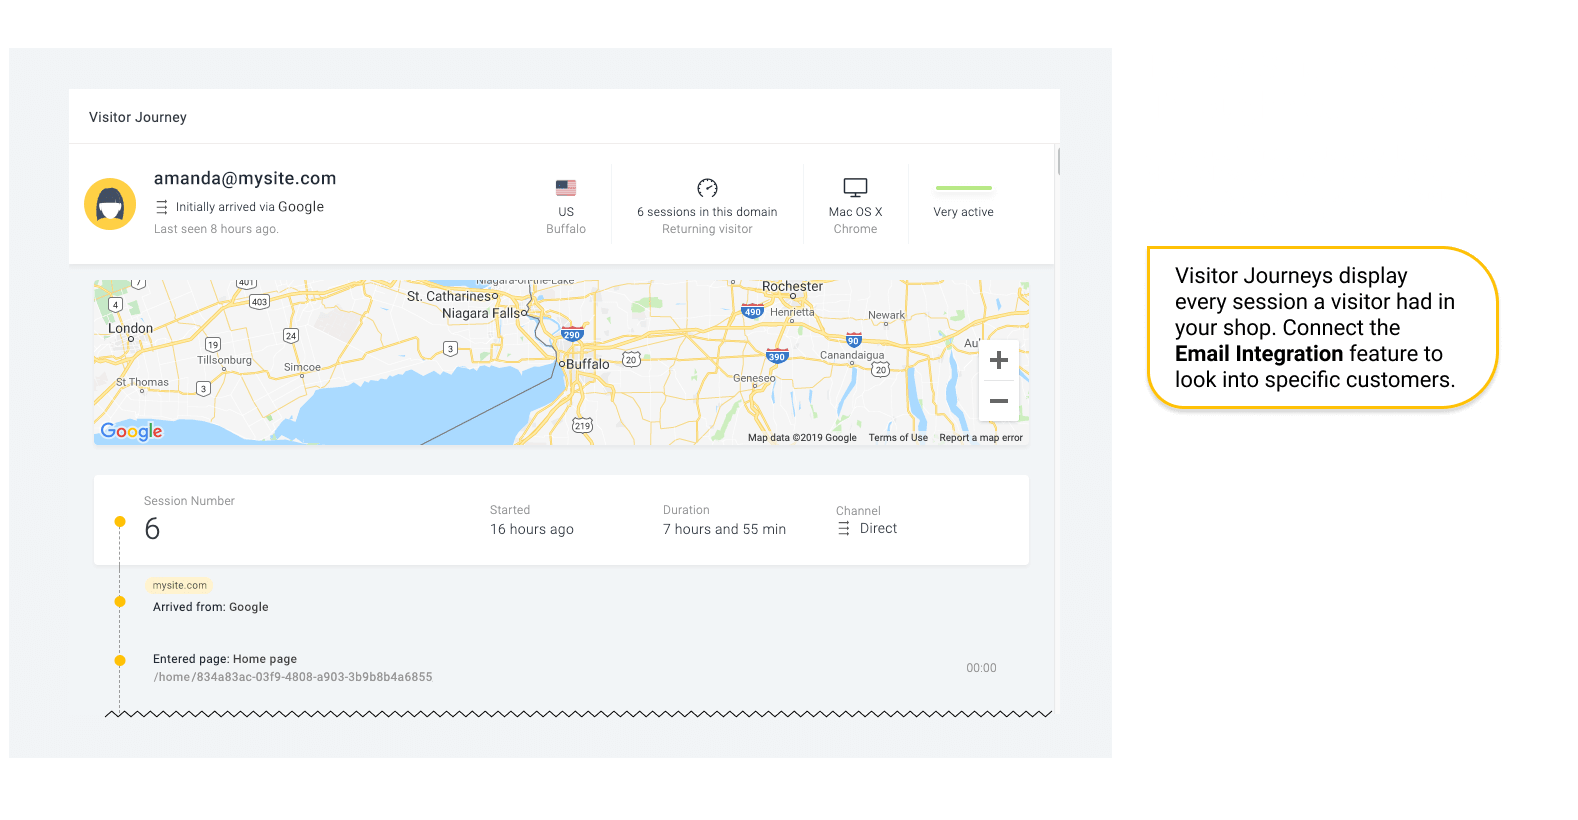 Visitor Journey
amanda@mysite.com
Initially arrived via Google
Last seen 8 hours ago.
US
Buffalo
6 sessions in this domain
Returning visitor
Mac OS X
Chrome
Very active
Visitor Journeys display
every session a visitor had in
your shop. Connect the
Email Integration feature to
look into specific customers.
7
401
Niagara-on-the-Lake
Rochester
4
403
St. Catharines
490
Henrietta
Niagara Falls
Newark
London
290
24
90
Au
19
3
20
390
Canandaigua
Tillsonburg
Simcoe
Buffalo
20
St Thomas
3
Geneseo
219
Google
Map data ©2019 Google
Terms of Use
Report a map error
Session Number
6
Started
16 hours ago
Duration
7 hours and 55 min
Channel
Direct
mysite.com
Arrived from: Google
Entered page: Home page
/home/834a83ac-03f9-4808-a903-3b9b8b4a6855
00:00